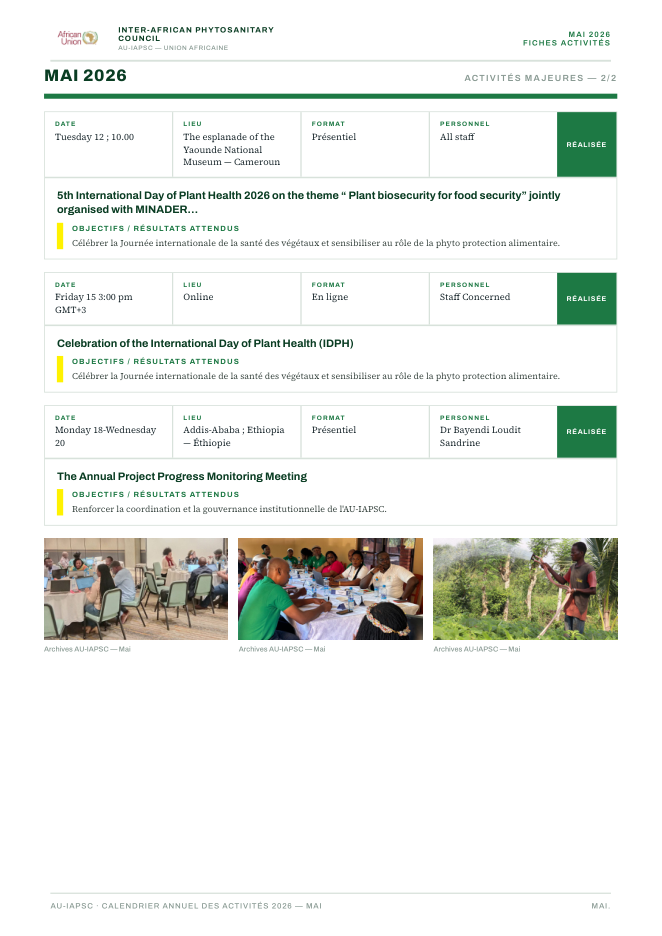 African
Union
INTER-AFRICAN PHYTOSANITARY
COUNCIL
AU-IAPSC — UNION AFRICAINE
MAI 2026
FICHES ACTIVITÉS
MAI 2026
ACTIVITÉS MAJEURES — 2/2
DATE
Tuesday 12 ; 10.00
LIEU
The esplanade of the
Yaounde National
Museum — Cameroun
FORMAT
Présentiel
PERSONNEL
All staff
RÉALISÉE
5th International Day of Plant Health 2026 on the theme “ Plant biosecurity for food security” jointly
organised with MINADER…
OBJECTIFS / RÉSULTATS ATTENDUS
Célébrer la Journée internationale de la santé des végétaux et sensibiliser au rôle de la phyto protection alimentaire.
DATE
Friday 15 3:00 pm
GMT+3
LIEU
Online
FORMAT
En ligne
PERSONNEL
Staff Concerned
RÉALISÉE
Celebration of the International Day of Plant Health (IDPH)
OBJECTIFS / RÉSULTATS ATTENDUS
Célébrer la Journée internationale de la santé des végétaux et sensibiliser au rôle de la phyto protection alimentaire.
DATE
Monday 18-Wednesday
20
LIEU
Addis-Ababa ; Ethiopia
— Éthiopie
FORMAT
Présentiel
PERSONNEL
Dr Bayendi Loudit
Sandrine
RÉALISÉE
The Annual Project Progress Monitoring Meeting
OBJECTIFS / RÉSULTATS ATTENDUS
Renforcer la coordination et la gouvernance institutionnelle de l'AU-IAPSC.
Archives AU-IAPSC — Mai
Archives AU-IAPSC — Mai
Archives AU-IAPSC — Mai
AU-IAPSC · CALENDRIER ANNUEL DES ACTIVITÉS 2026 — MAI
MAI.